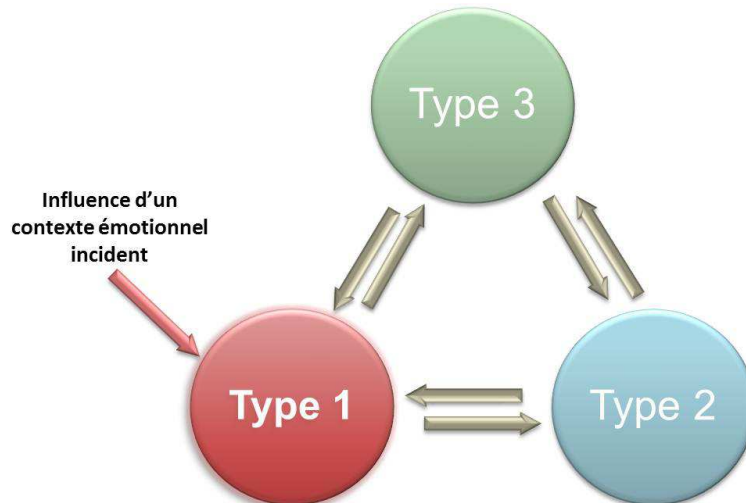 Type 3
Influence d'un
contexte émotionnel
incident
Type 1
Type 2